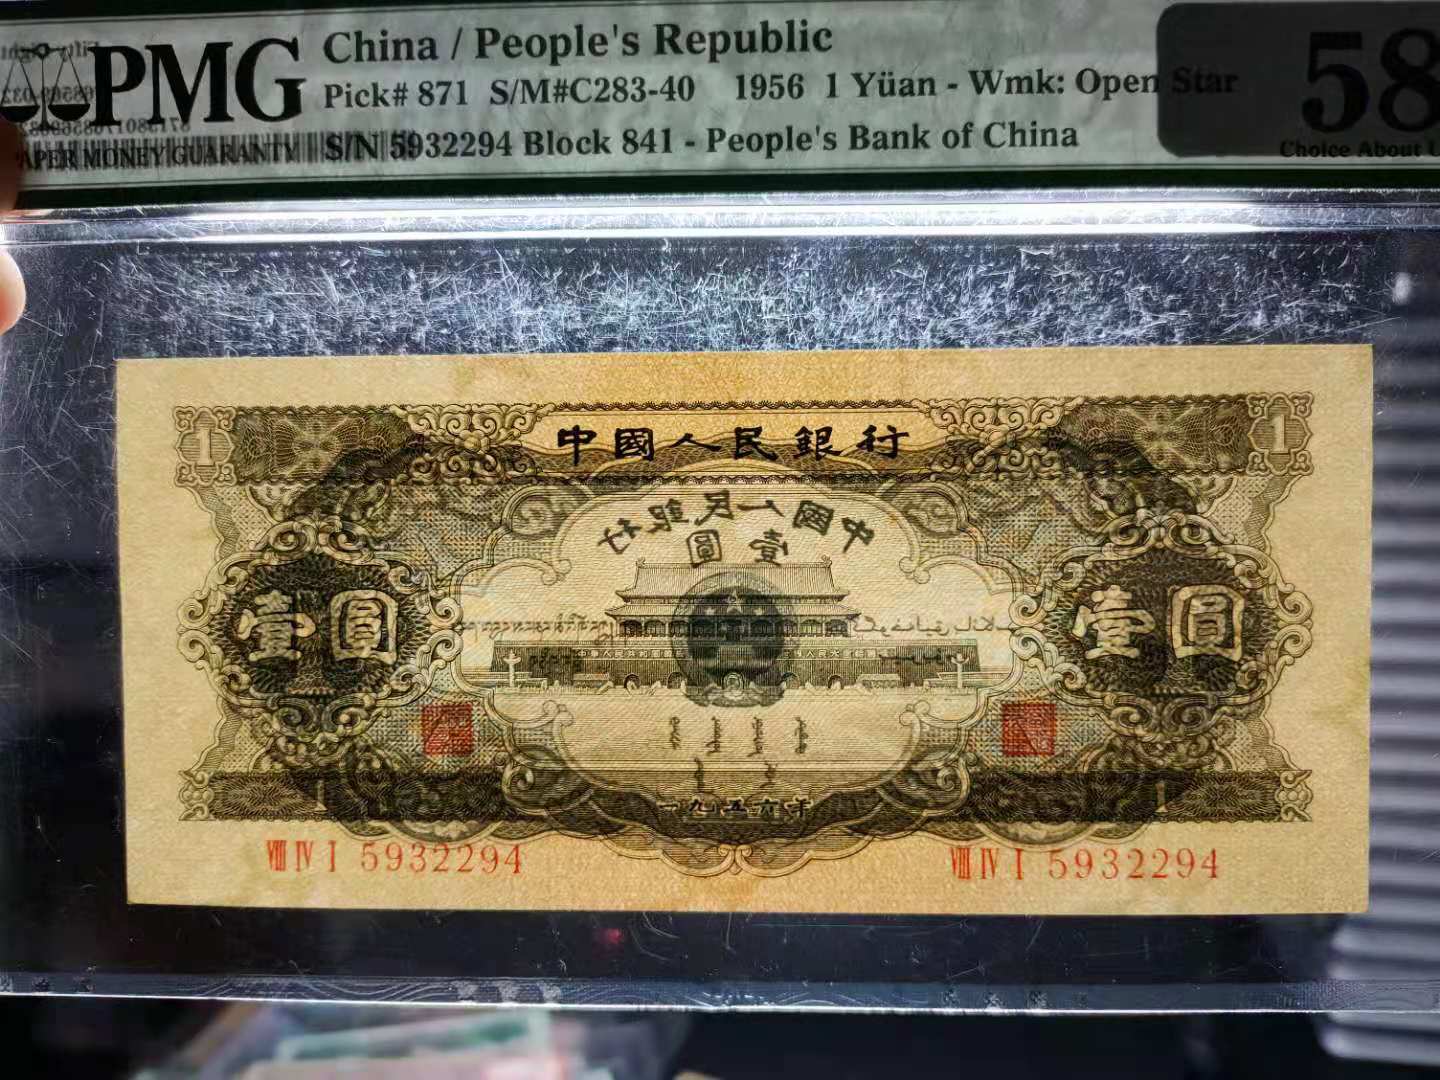 PMG
PAPER MONEY GUARANTY
China / People's Republic
Pick# 871 S/M#C283-40 1956 1 Yüan - Wmk: Open Star
S/N 5932294 Block 841 - People's Bank of China
58
Choice About
1 中國人民銀行 1
中國人民銀行
壹圓
壹圓 壹圓
一九五六年
1 1
Ⅷ Ⅳ Ⅰ 5932294 Ⅷ Ⅳ Ⅰ 5932294